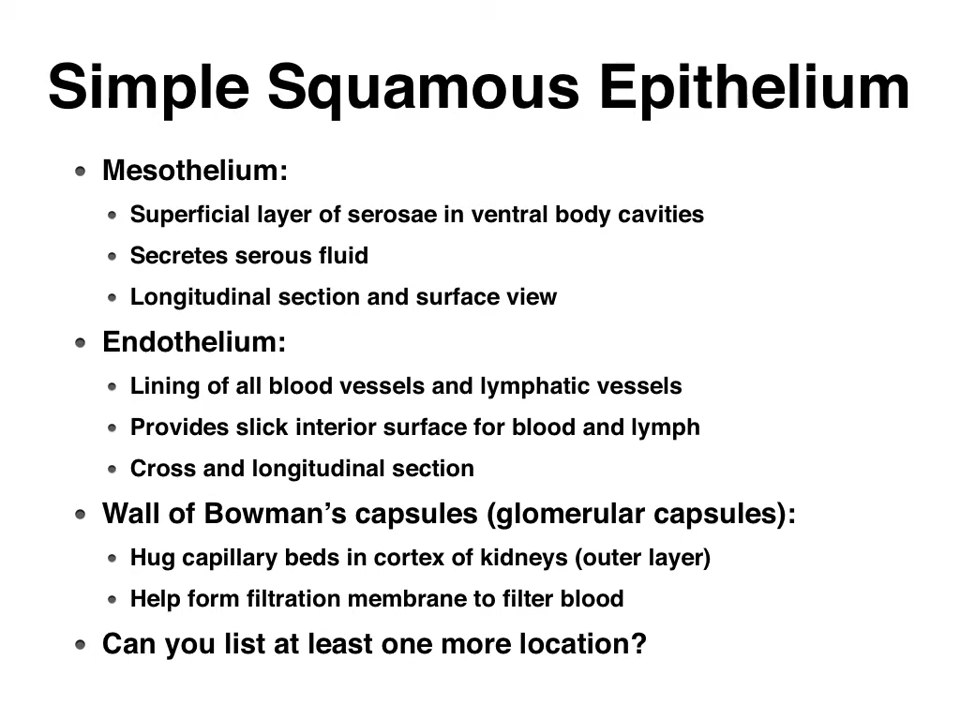 Simple Squamous Epithelium
• Mesothelium:
• Superficial layer of serosae in ventral body cavities
• Secretes serous fluid
• Longitudinal section and surface view
• Endothelium:
• Lining of all blood vessels and lymphatic vessels
• Provides slick interior surface for blood and lymph
• Cross and longitudinal section
• Wall of Bowman’s capsules (glomerular capsules):
• Hug capillary beds in cortex of kidneys (outer layer)
• Help form filtration membrane to filter blood
• Can you list at least one more location?